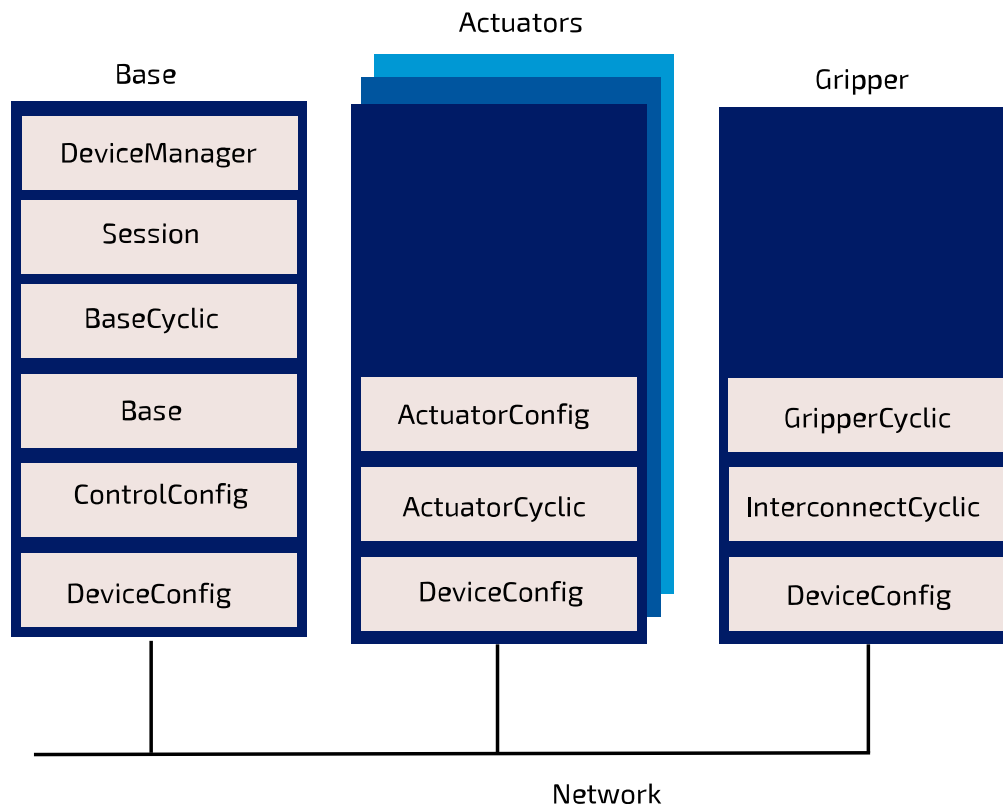 Base
DeviceManager
Session
BaseCyclic
Base
ControlConfig
DeviceConfig
Actuators
ActuatorConfig
ActuatorCyclic
DeviceConfig
Gripper
GripperCyclic
InterconnectCyclic
DeviceConfig
Network